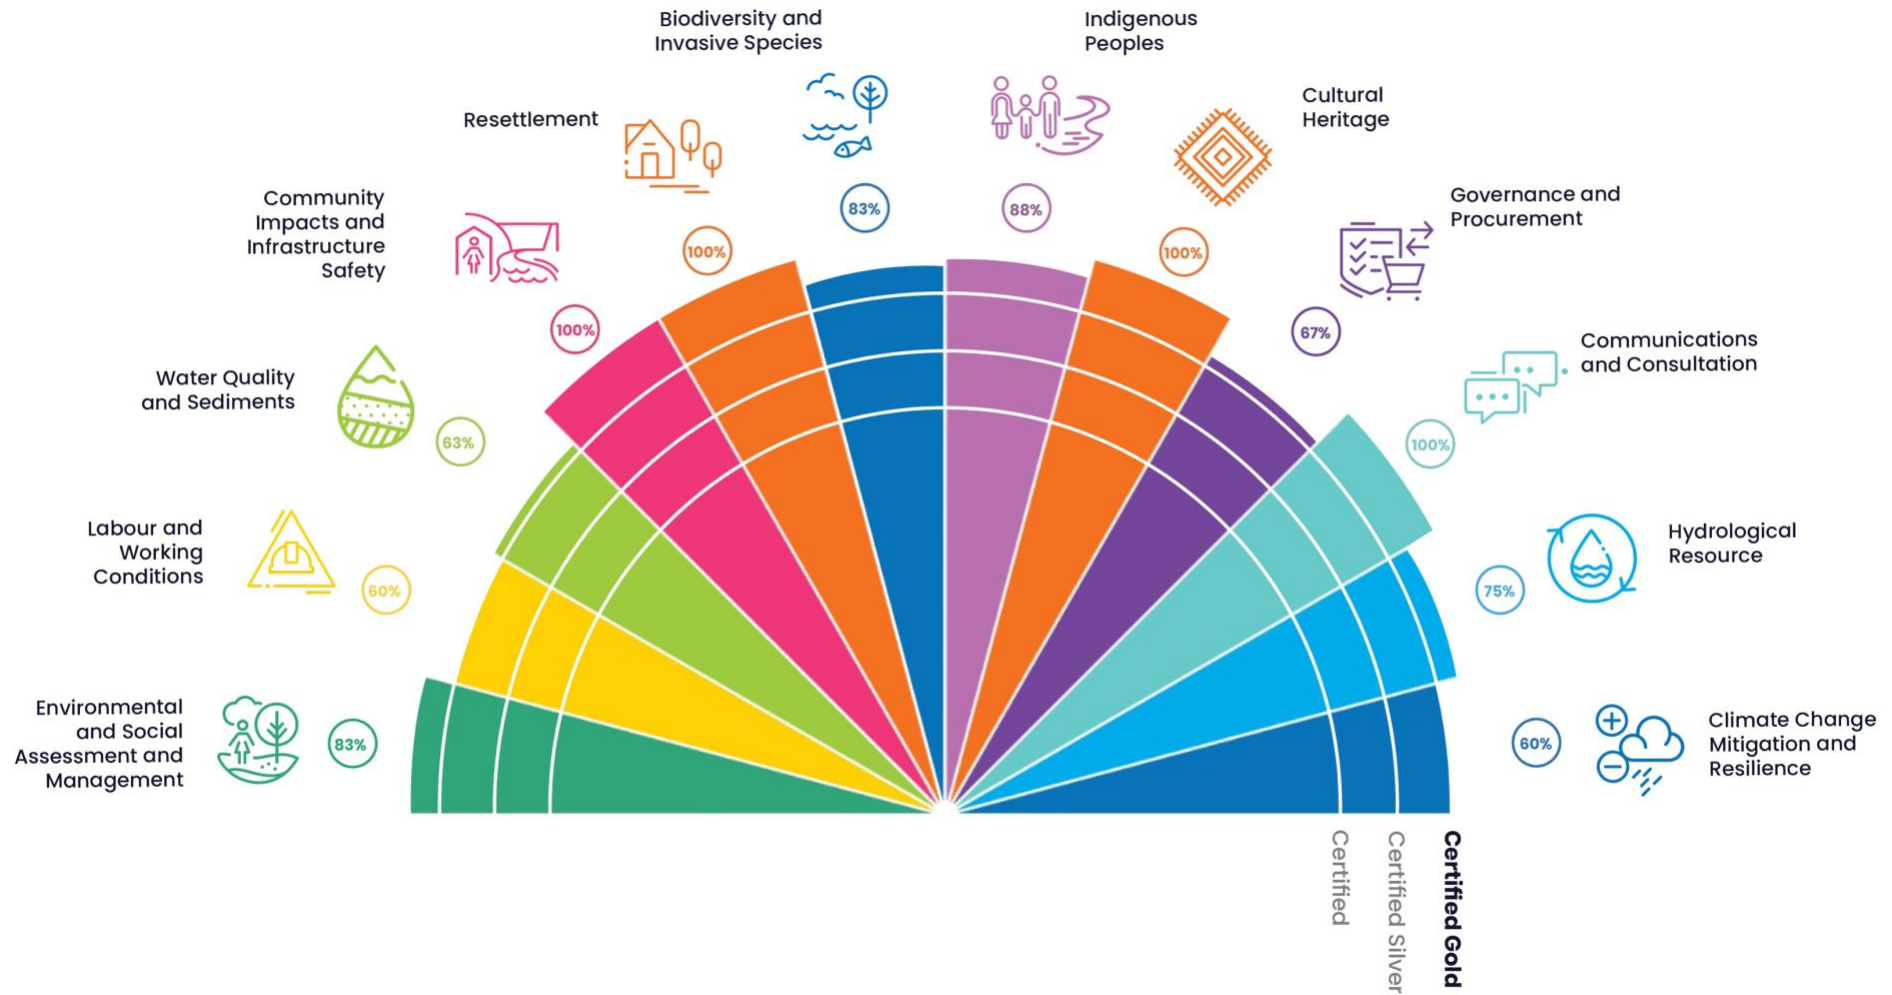 Biodiversity and
Invasive Species
83%
Indigenous
Peoples
88%
Resettlement
100%
Cultural
Heritage
100%
Community
Impacts and
Infrastructure
Safety
100%
Governance and
Procurement
67%
Water Quality
and Sediments
63%
Communications
and Consultation
100%
Labour and
Working
Conditions
60%
Hydrological
Resource
75%
Environmental
and Social
Assessment and
Management
83%
Climate Change
Mitigation and
Resilience
60%
Certified
Certified Silver
Certified Gold